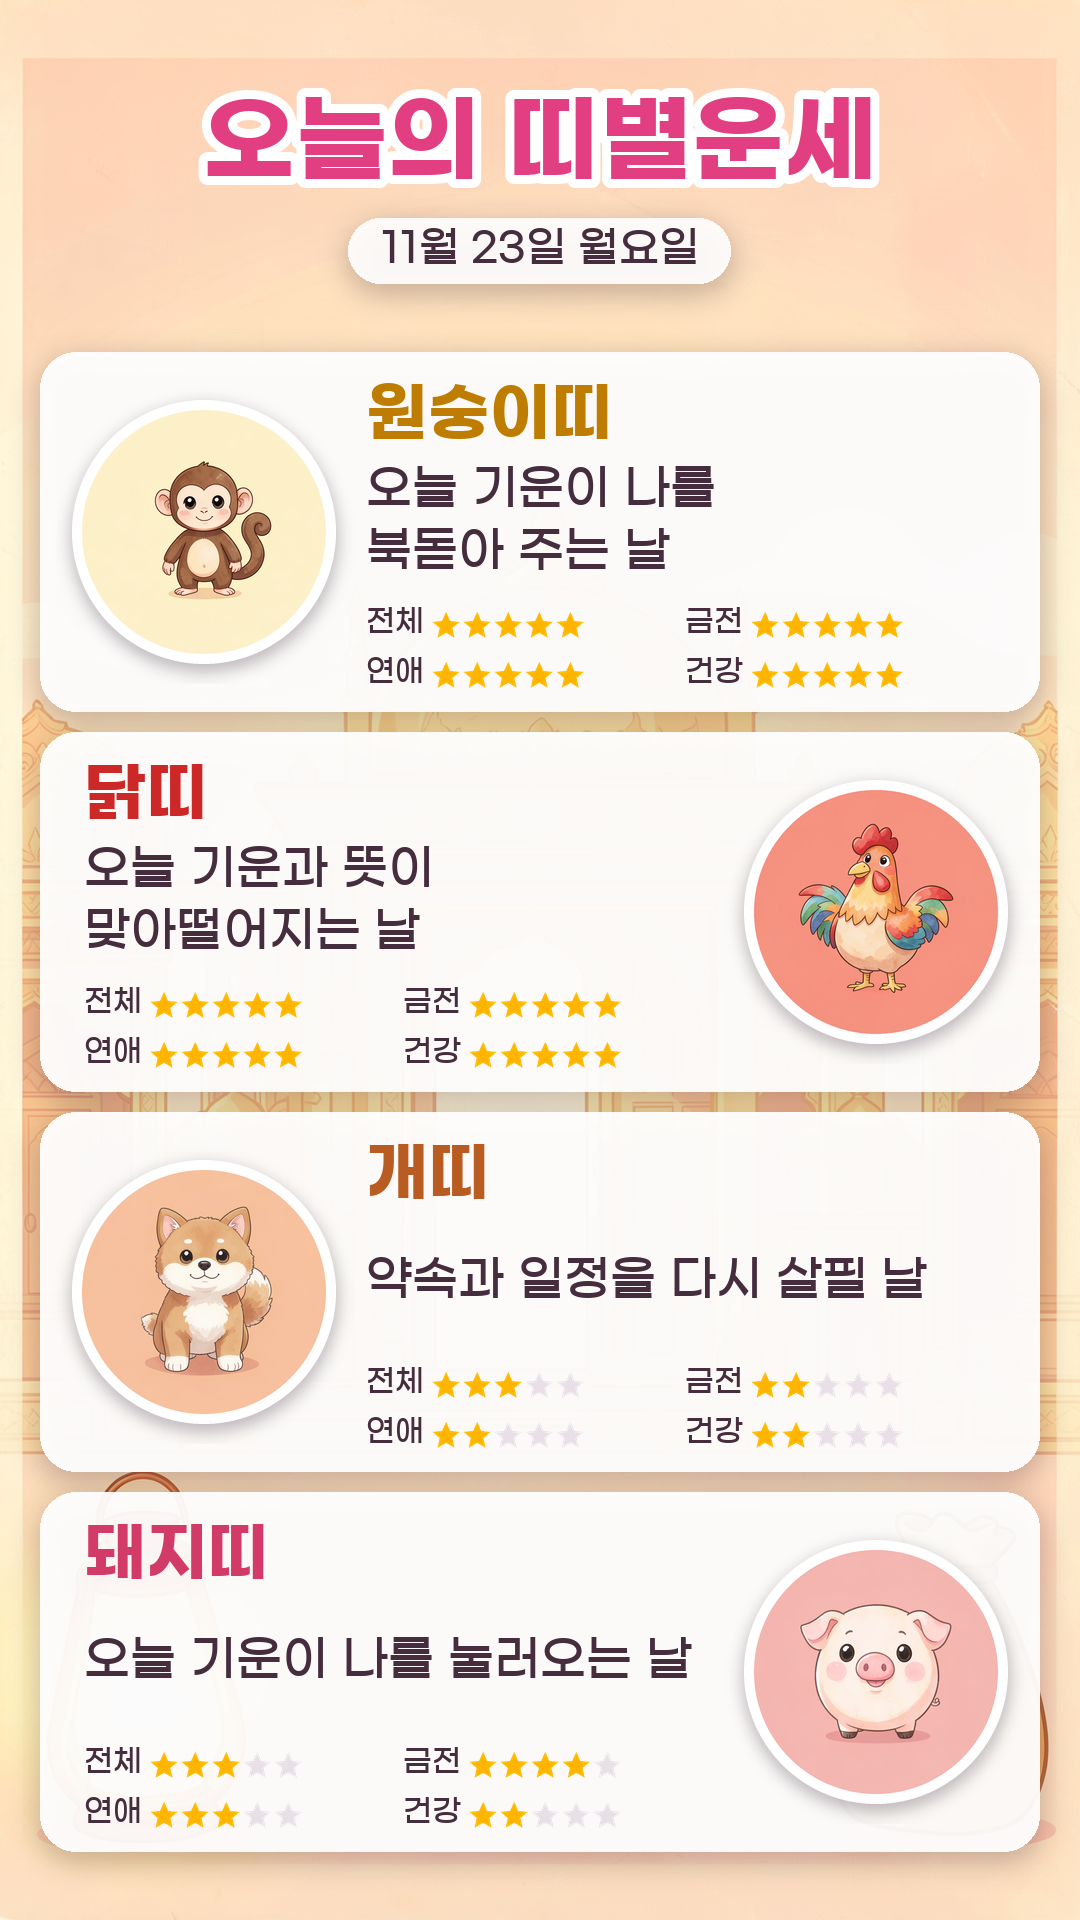 오늘의 띠별운세
11월 23일 월요일
원숭이띠
오늘 기운이 나를
북돋아 주는 날
전체 ★★★★★ 금전 ★★★★★
연애 ★★★★★ 건강 ★★★★★
닭띠
오늘 기운과 뜻이
맞아떨어지는 날
전체 ★★★★★ 금전 ★★★★★
연애 ★★★★★ 건강 ★★★★★
개띠
약속과 일정을 다시 살필 날
전체 ★★★★★ 금전 ★★★★★
연애 ★★★★★ 건강 ★★★★★
돼지띠
오늘 기운이 나를 눌러오는 날
전체 ★★★★★ 금전 ★★★★★
연애 ★★★★★ 건강 ★★★★★